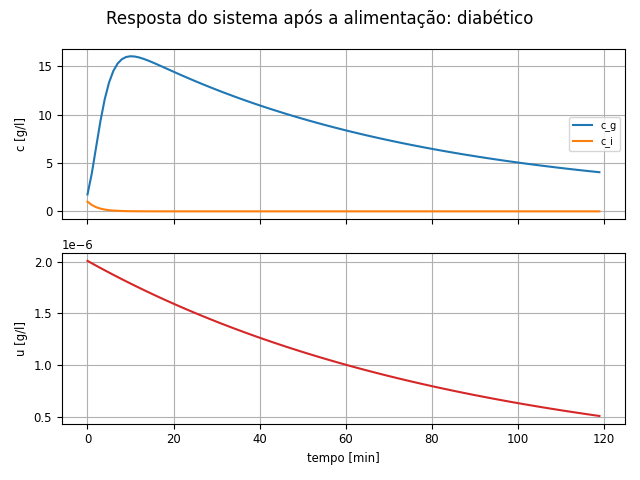 Resposta do sistema após a alimentação: diabético
15
10
5
0
c [g/l]
c_g
c_i
1e−6
2.0
1.5
1.0
0.5
u [g/l]
0 20 40 60 80 100 120
tempo [min]